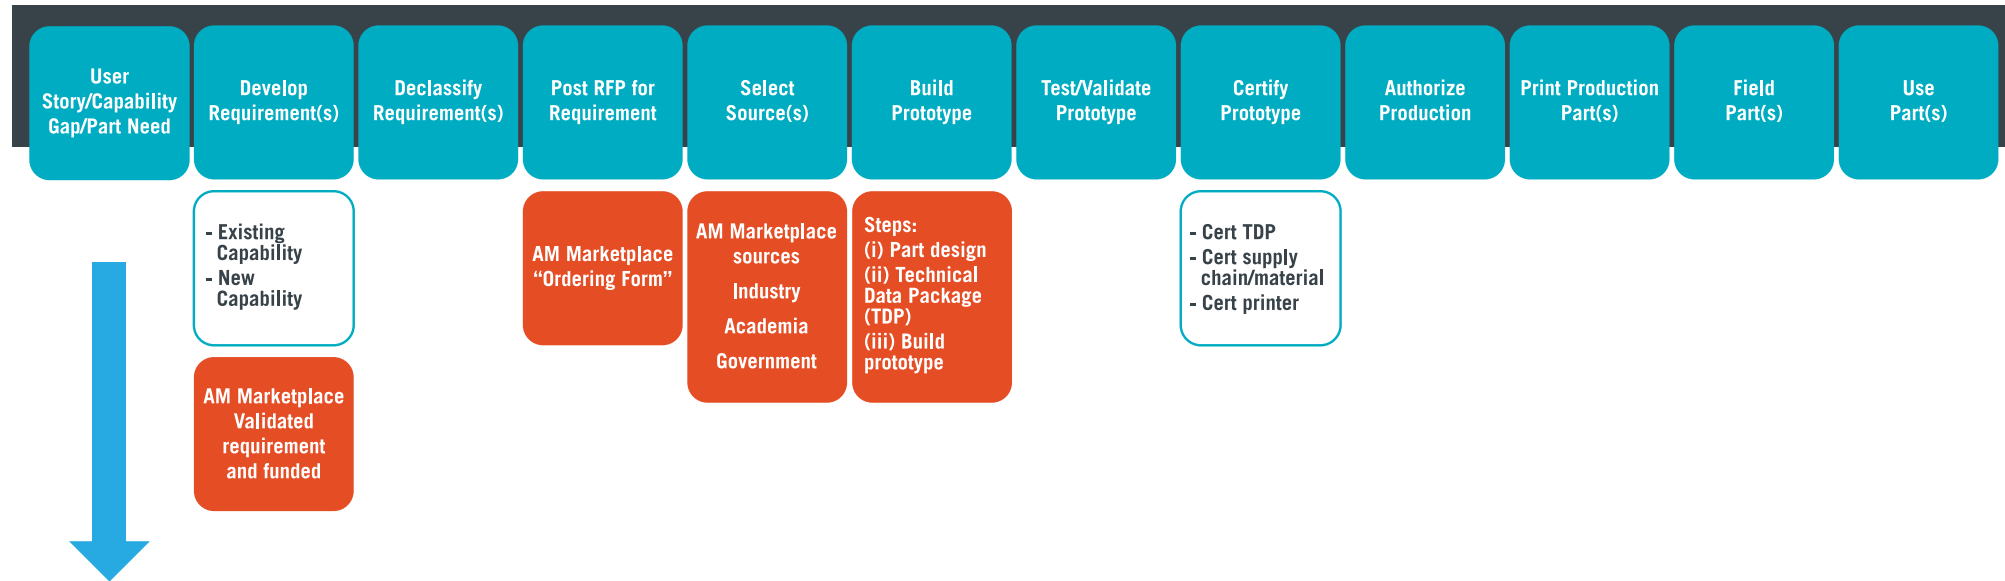 User
Story/Capability
Gap/Part Need
Develop
Requirement(s)
Declassify
Requirement(s)
Post RFP for
Requirement
Select
Source(s)
Build
Prototype
Test/Validate
Prototype
Certify
Prototype
Authorize
Production
Print Production
Part(s)
Field
Part(s)
Use
Part(s)
- Existing
Capability
- New
Capability
AM Marketplace
Validated
requirement
and funded
AM Marketplace
“Ordering Form”
AM Marketplace
sources
Industry
Academia
Government
Steps:
(i) Part design
(ii) Technical
Data Package
(TDP)
(iii) Build
prototype
- Cert TDP
- Cert supply
chain/material
- Cert printer